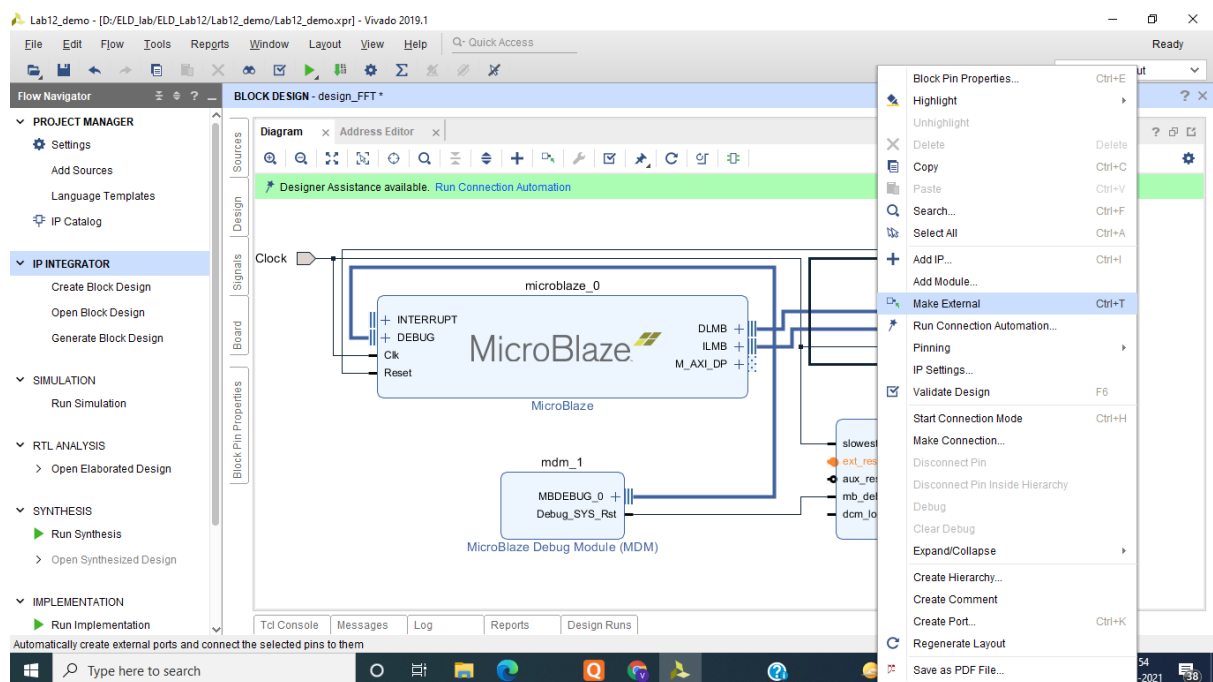 Lab12_demo - [D:/ELD_lab/ELD_Lab12/Lab12_demo/Lab12_demo.xpr] - Vivado 2019.1
File Edit Flow Tools Reports Window Layout View Help Quick Access
Ready
Flow Navigator
PROJECT MANAGER
Settings
Add Sources
Language Templates
IP Catalog
IP INTEGRATOR
Create Block Design
Open Block Design
Generate Block Design
SIMULATION
Run Simulation
RTL ANALYSIS
Open Elaborated Design
SYNTHESIS
Run Synthesis
Open Synthesized Design
IMPLEMENTATION
Run Implementation
BLOCK DESIGN - design_FFT *
Sources
Design
Signals
Board
Block Pin Properties
Diagram Address Editor
Designer Assistance available. Run Connection Automation
Clock
microblaze_0
INTERRUPT
DEBUG
Clk
Reset
MicroBlaze
DLMB
ILMB
M_AXI_DP
MicroBlaze
mdm_1
MBDEBUG_0
Debug_SYS_Rst
MicroBlaze Debug Module (MDM)
slowest
ext_res
aux_res
mb_de
dcm_lo
Block Pin Properties... Ctrl+E
Highlight
Unhighlight
Delete Delete
Copy Ctrl+C
Paste Ctrl+V
Search... Ctrl+F
Select All Ctrl+A
Add IP... Ctrl+I
Add Module...
Make External Ctrl+T
Run Connection Automation...
Pinning
IP Settings...
Validate Design F6
Start Connection Mode Ctrl+H
Make Connection...
Disconnect Pin
Disconnect Pin Inside Hierarchy
Debug
Clear Debug
Expand/Collapse
Create Hierarchy...
Create Comment
Create Port... Ctrl+K
Regenerate Layout
Save as PDF File...
Tcl Console Messages Log Reports Design Runs
Automatically create external ports and connect the selected pins to them
Type here to search
54
-2021
38